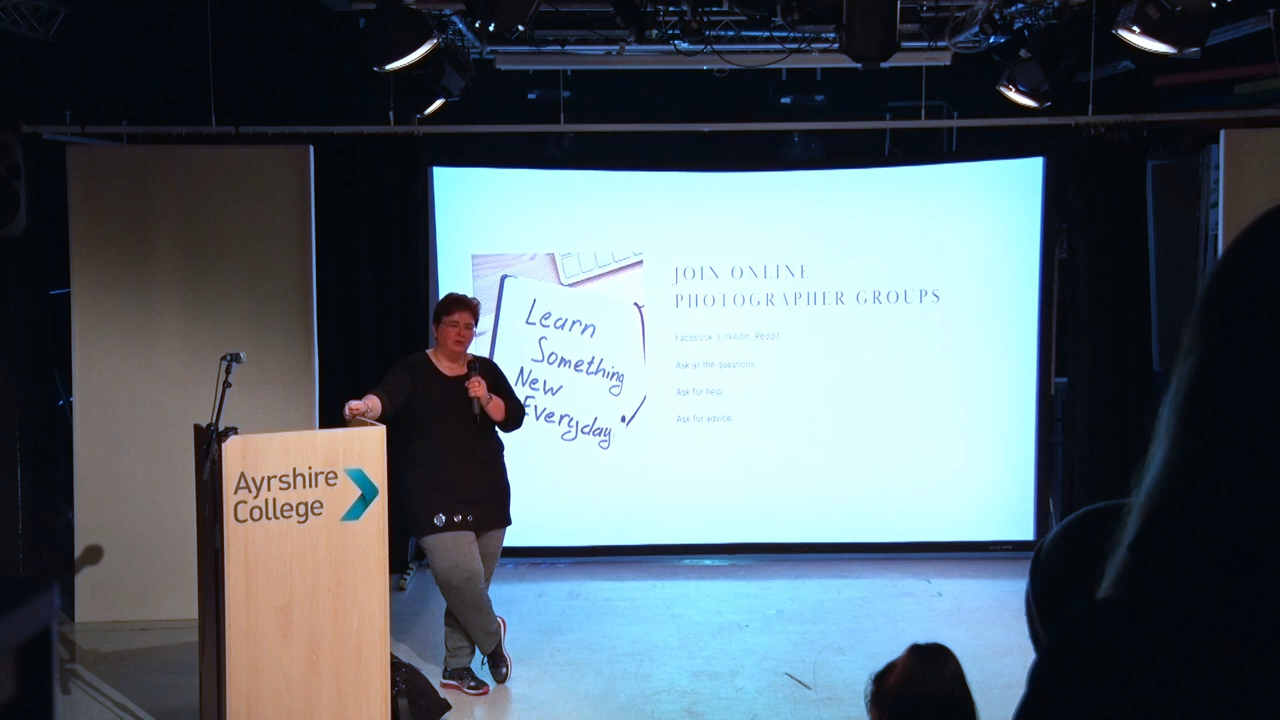 Learn
Something
New
Everyday!
JOIN ONLINE
PHOTOGRAPHER GROUPS
Facebook, LinkedIn, Reddit
Ask all the questions
Ask for help
Ask for advice.
Ayrshire
College